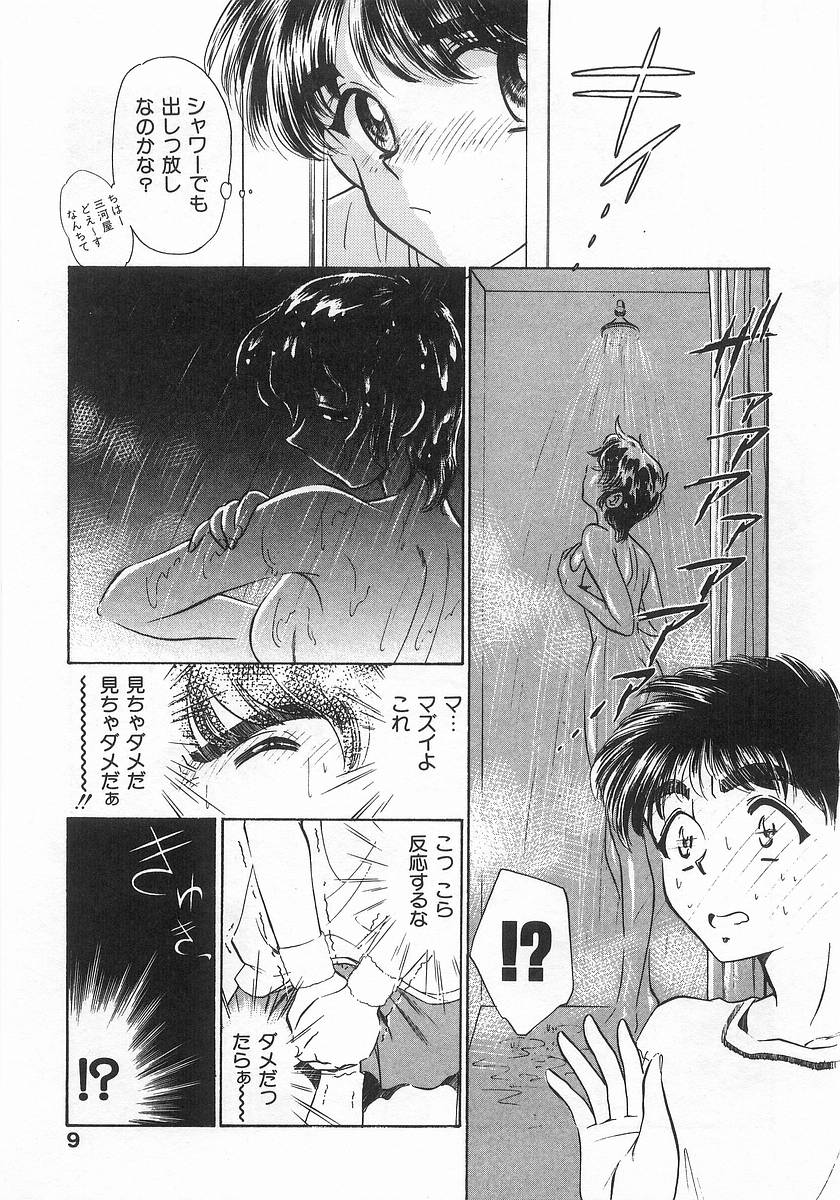 キィ…
シャワーでも
出しっ放し
なのかな?
ちはー
三河屋
どえーす
なんちて
ザァァァァ
!?
マ…
マズイよ
これ
見ちゃダメだ
見ちゃダメだぁ
〜〜〜!!
こっ こら
反応するな
ダメだっ
たらぁ〜〜
きゅきっ
!?
9